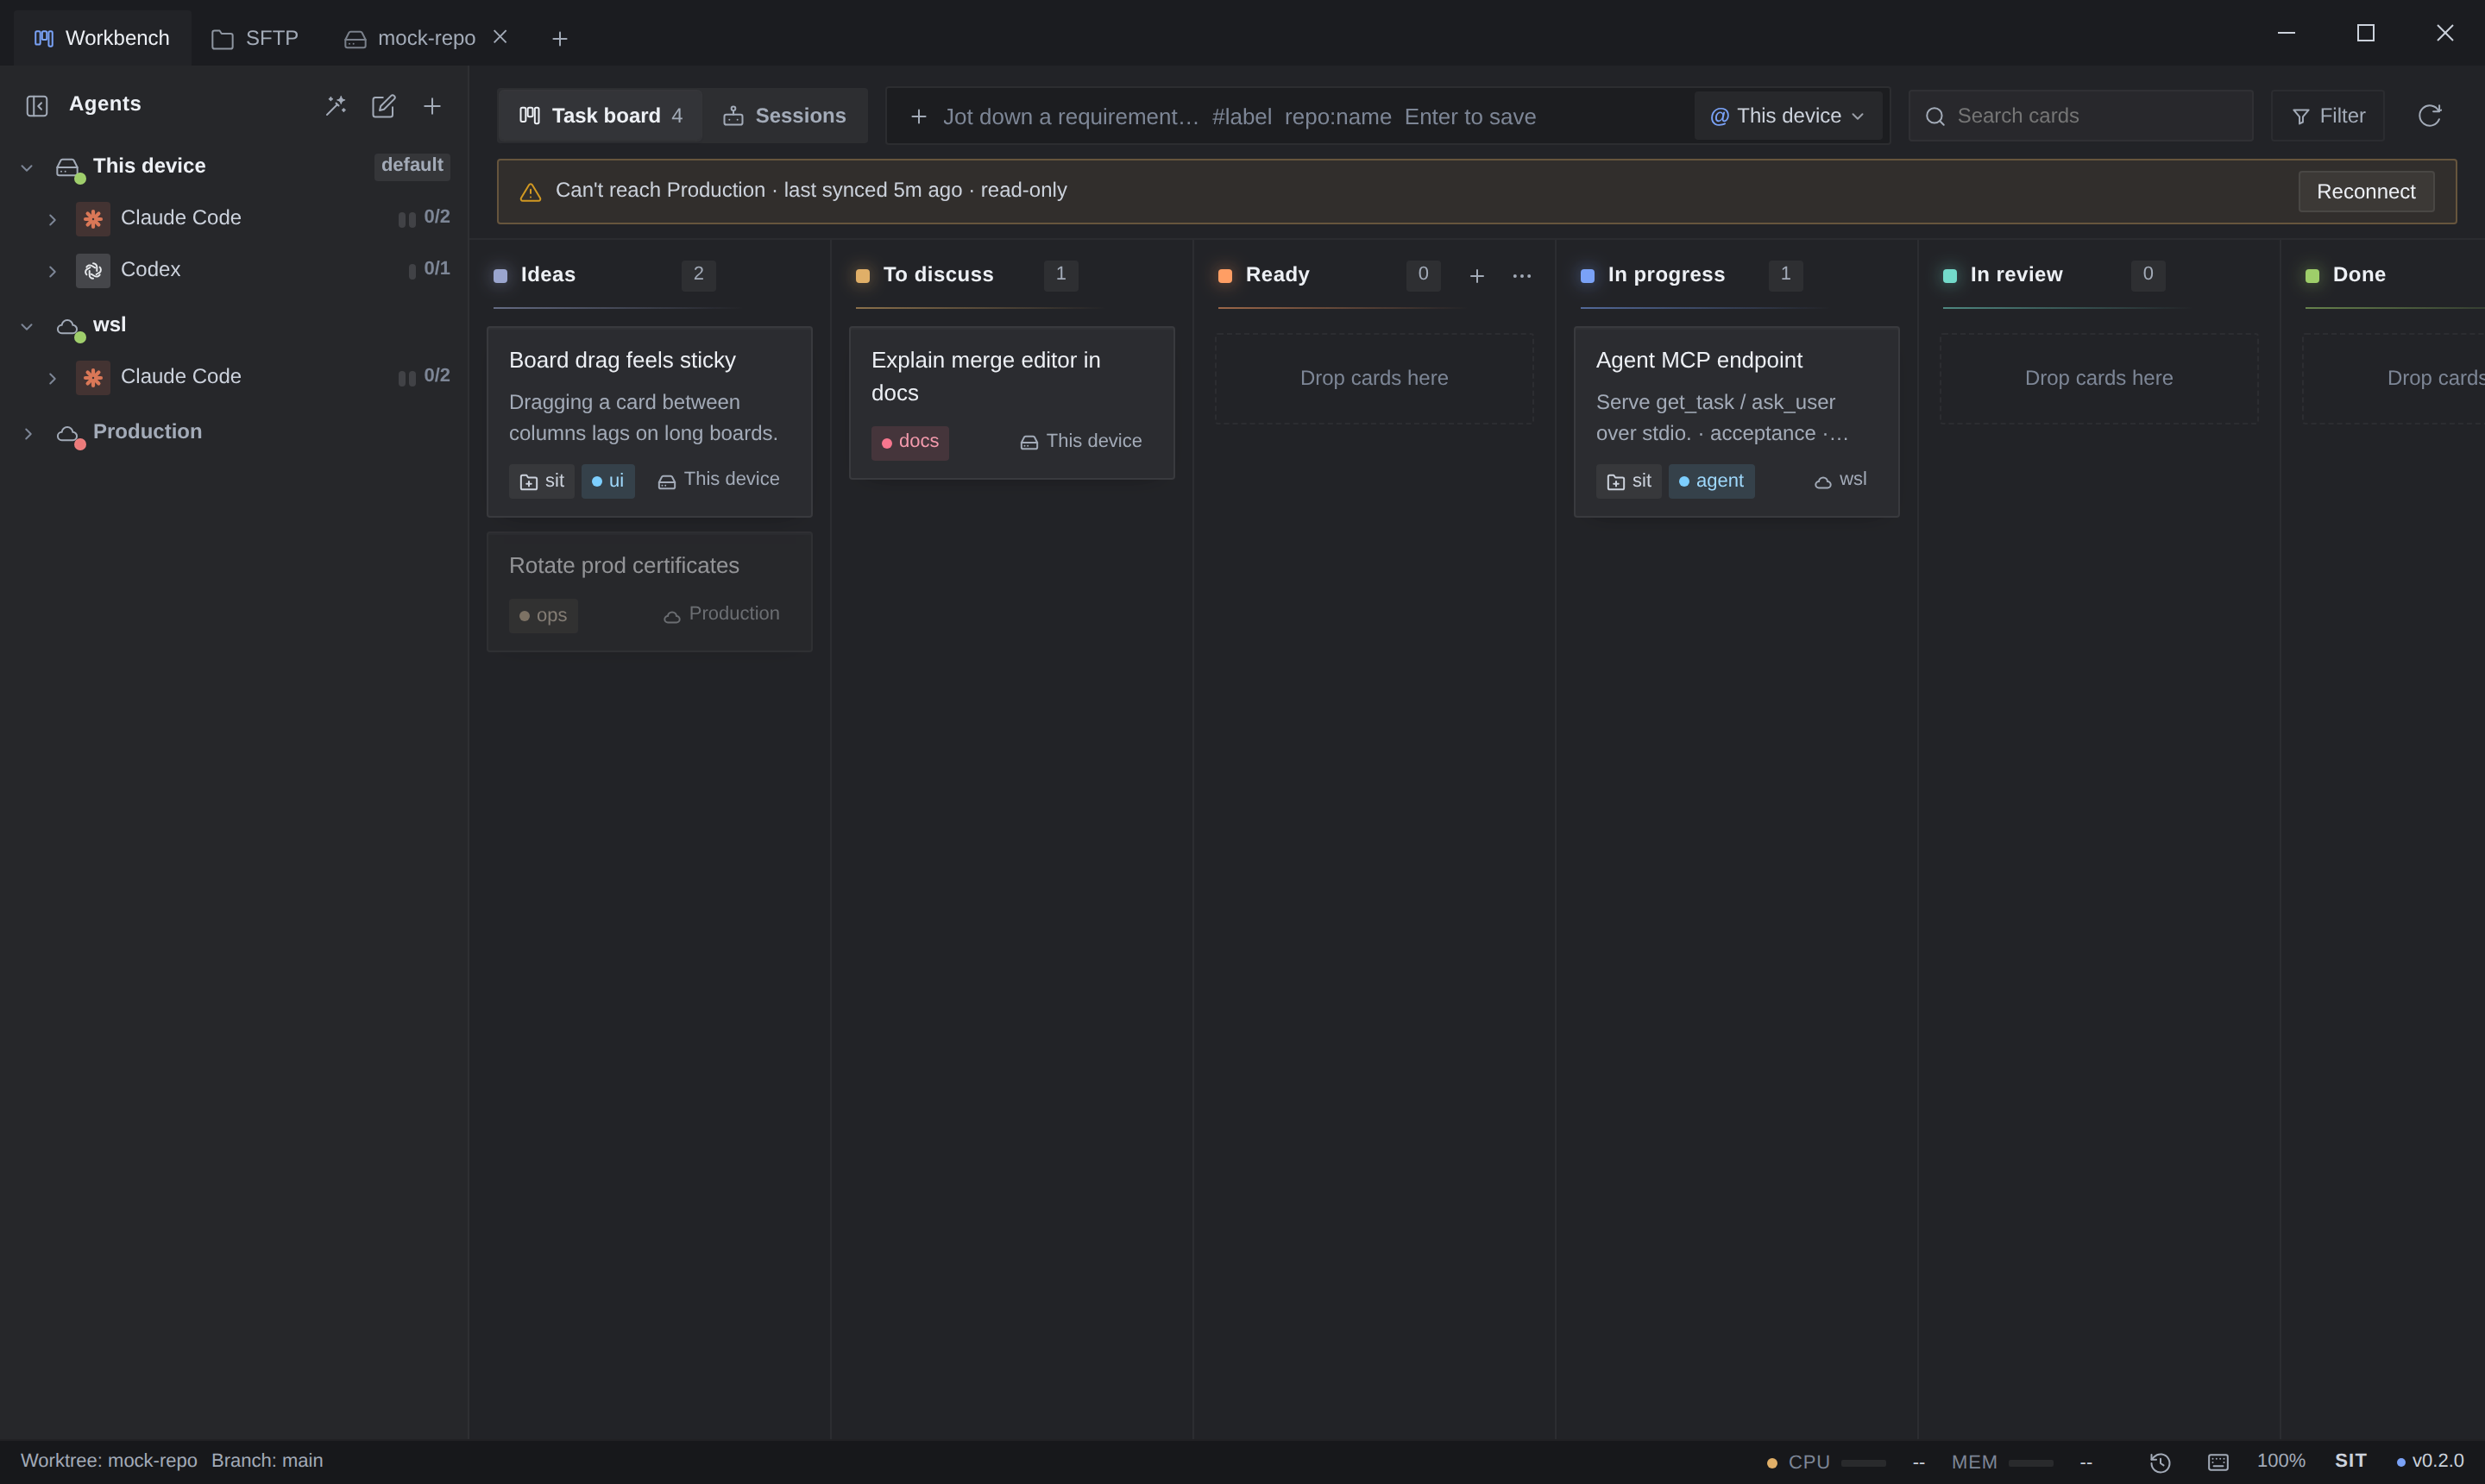 Workbench SFTP mock-repo
Agents
This device default
Claude Code 0/2
Codex 0/1
wsl
Claude Code 0/2
Production
Task board 4 Sessions
Jot down a requirement… #label repo:name Enter to save
@ This device
Search cards
Filter
Can't reach Production · last synced 5m ago · read-only
Reconnect
Ideas 2
Board drag feels sticky
Dragging a card between
columns lags on long boards.
sit ui This device
Rotate prod certificates
ops Production
To discuss 1
Explain merge editor in
docs
docs This device
Ready 0
Drop cards here
In progress 1
Agent MCP endpoint
Serve get_task / ask_user
over stdio. · acceptance ·…
sit agent wsl
In review 0
Drop cards here
Done
Drop cards
Worktree: mock-repo Branch: main
CPU -- MEM -- 100% SIT v0.2.0